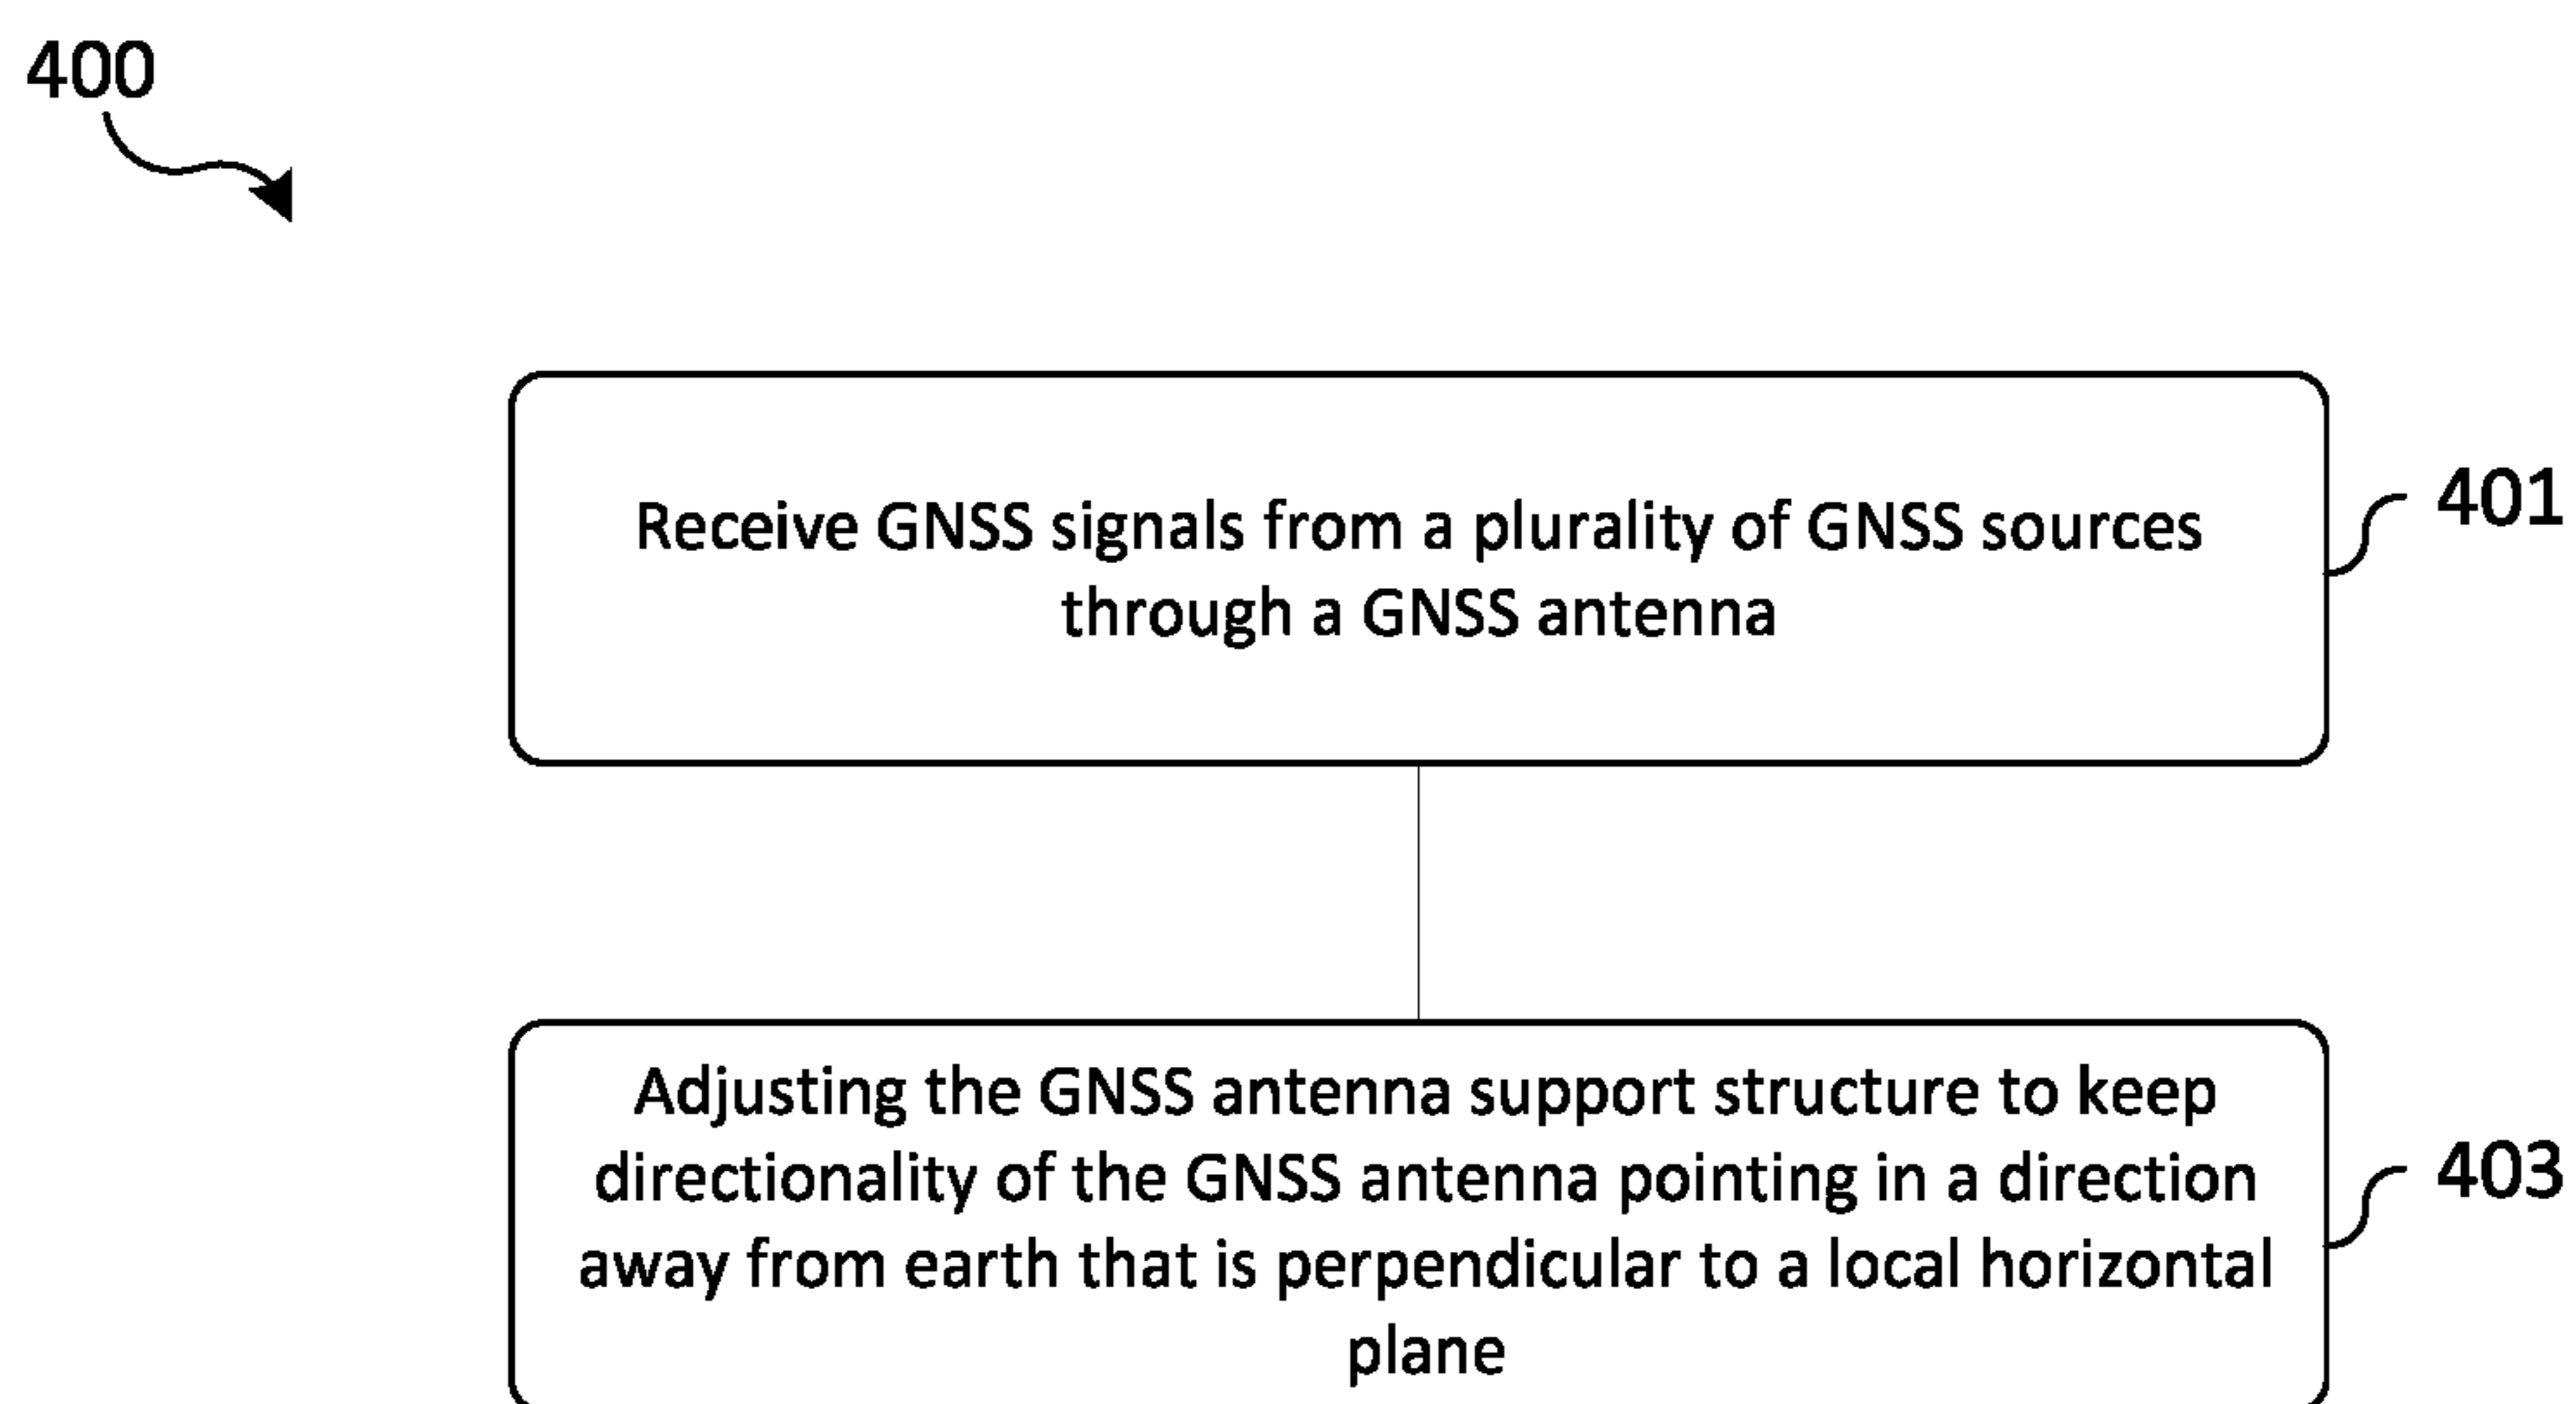 400
Receive GNSS signals from a plurality of GNSS sources
through a GNSS antenna
401
Adjusting the GNSS antenna support structure to keep
directionality of the GNSS antenna pointing in a direction
away from earth that is perpendicular to a local horizontal
plane
403